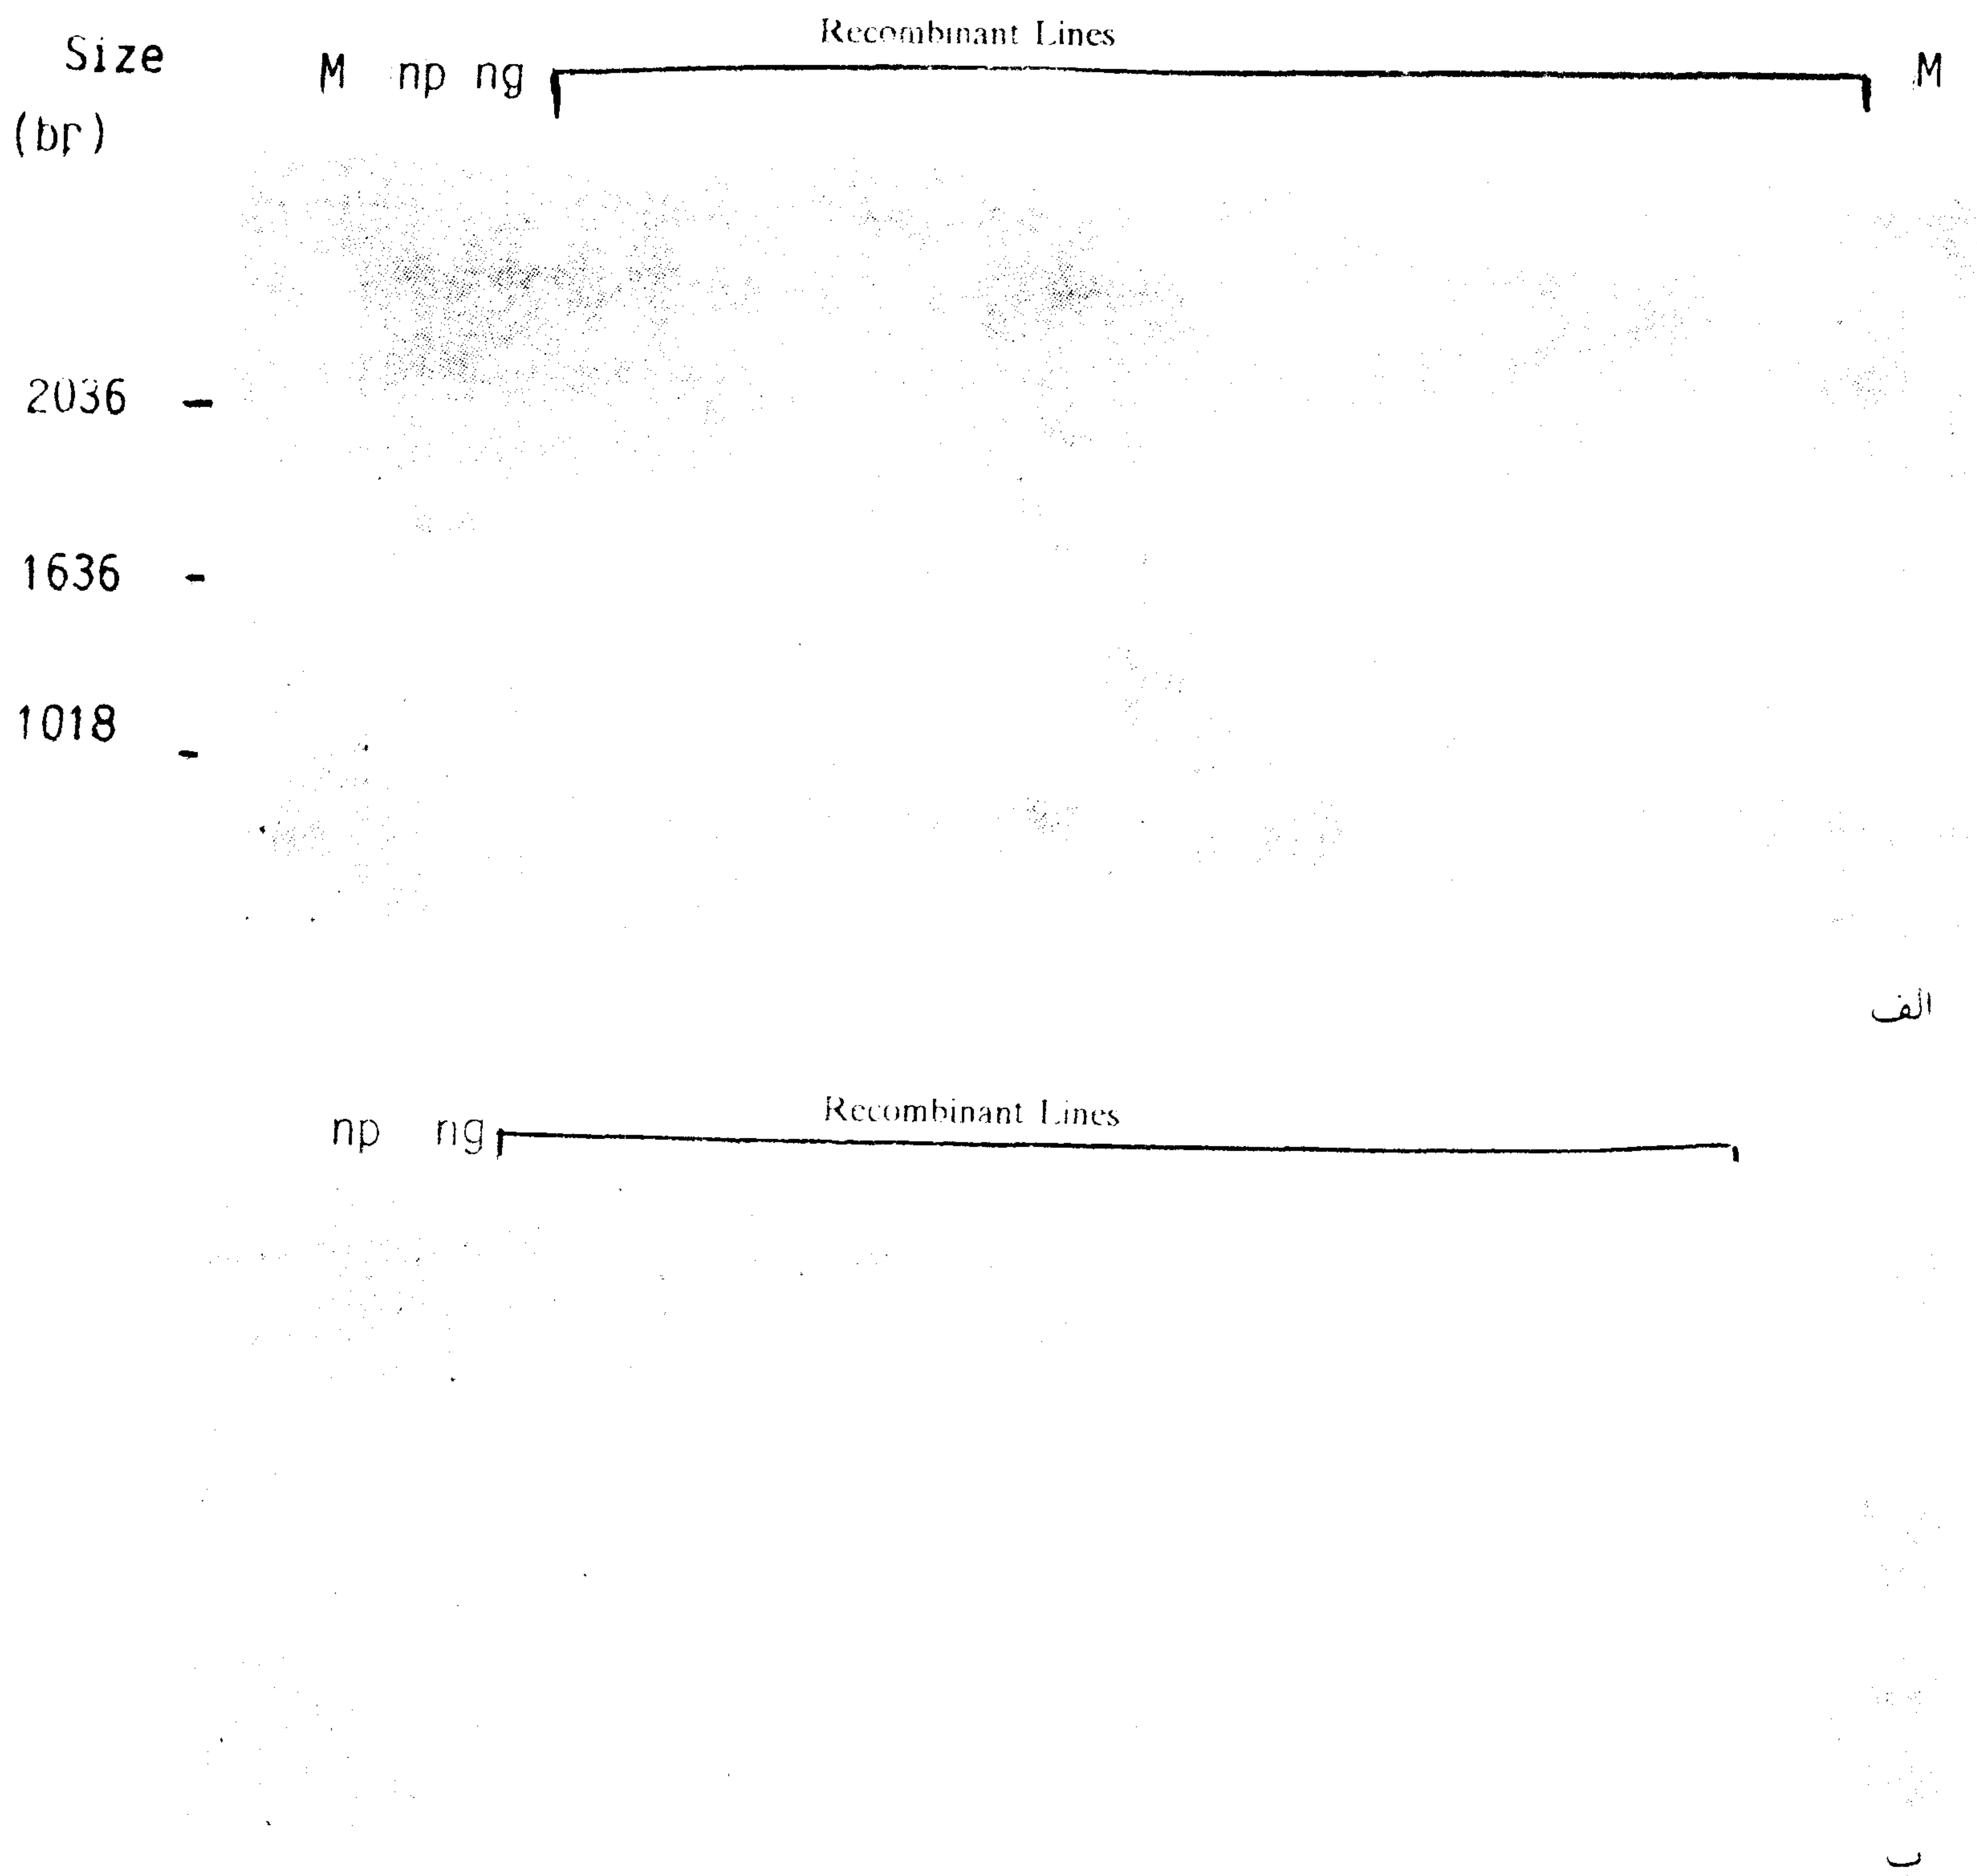 Recombinant Lines
Size M np ng M
(bp)
2036
1636
1018
الف
Recombinant Lines
np ng
ب